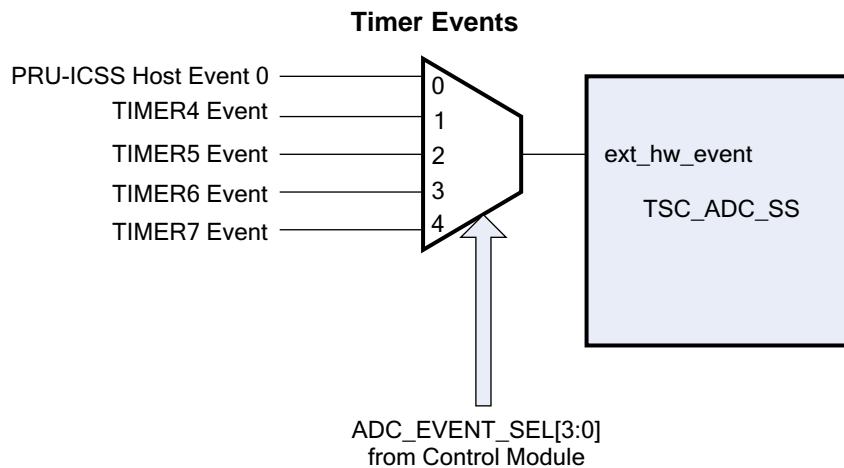 Timer Events
PRU-ICSS Host Event 0
TIMER4 Event
TIMER5 Event
TIMER6 Event
TIMER7 Event
0
1
2
3
4
ext_hw_event
TSC_ADC_SS
ADC_EVENT_SEL[3:0]
from Control Module